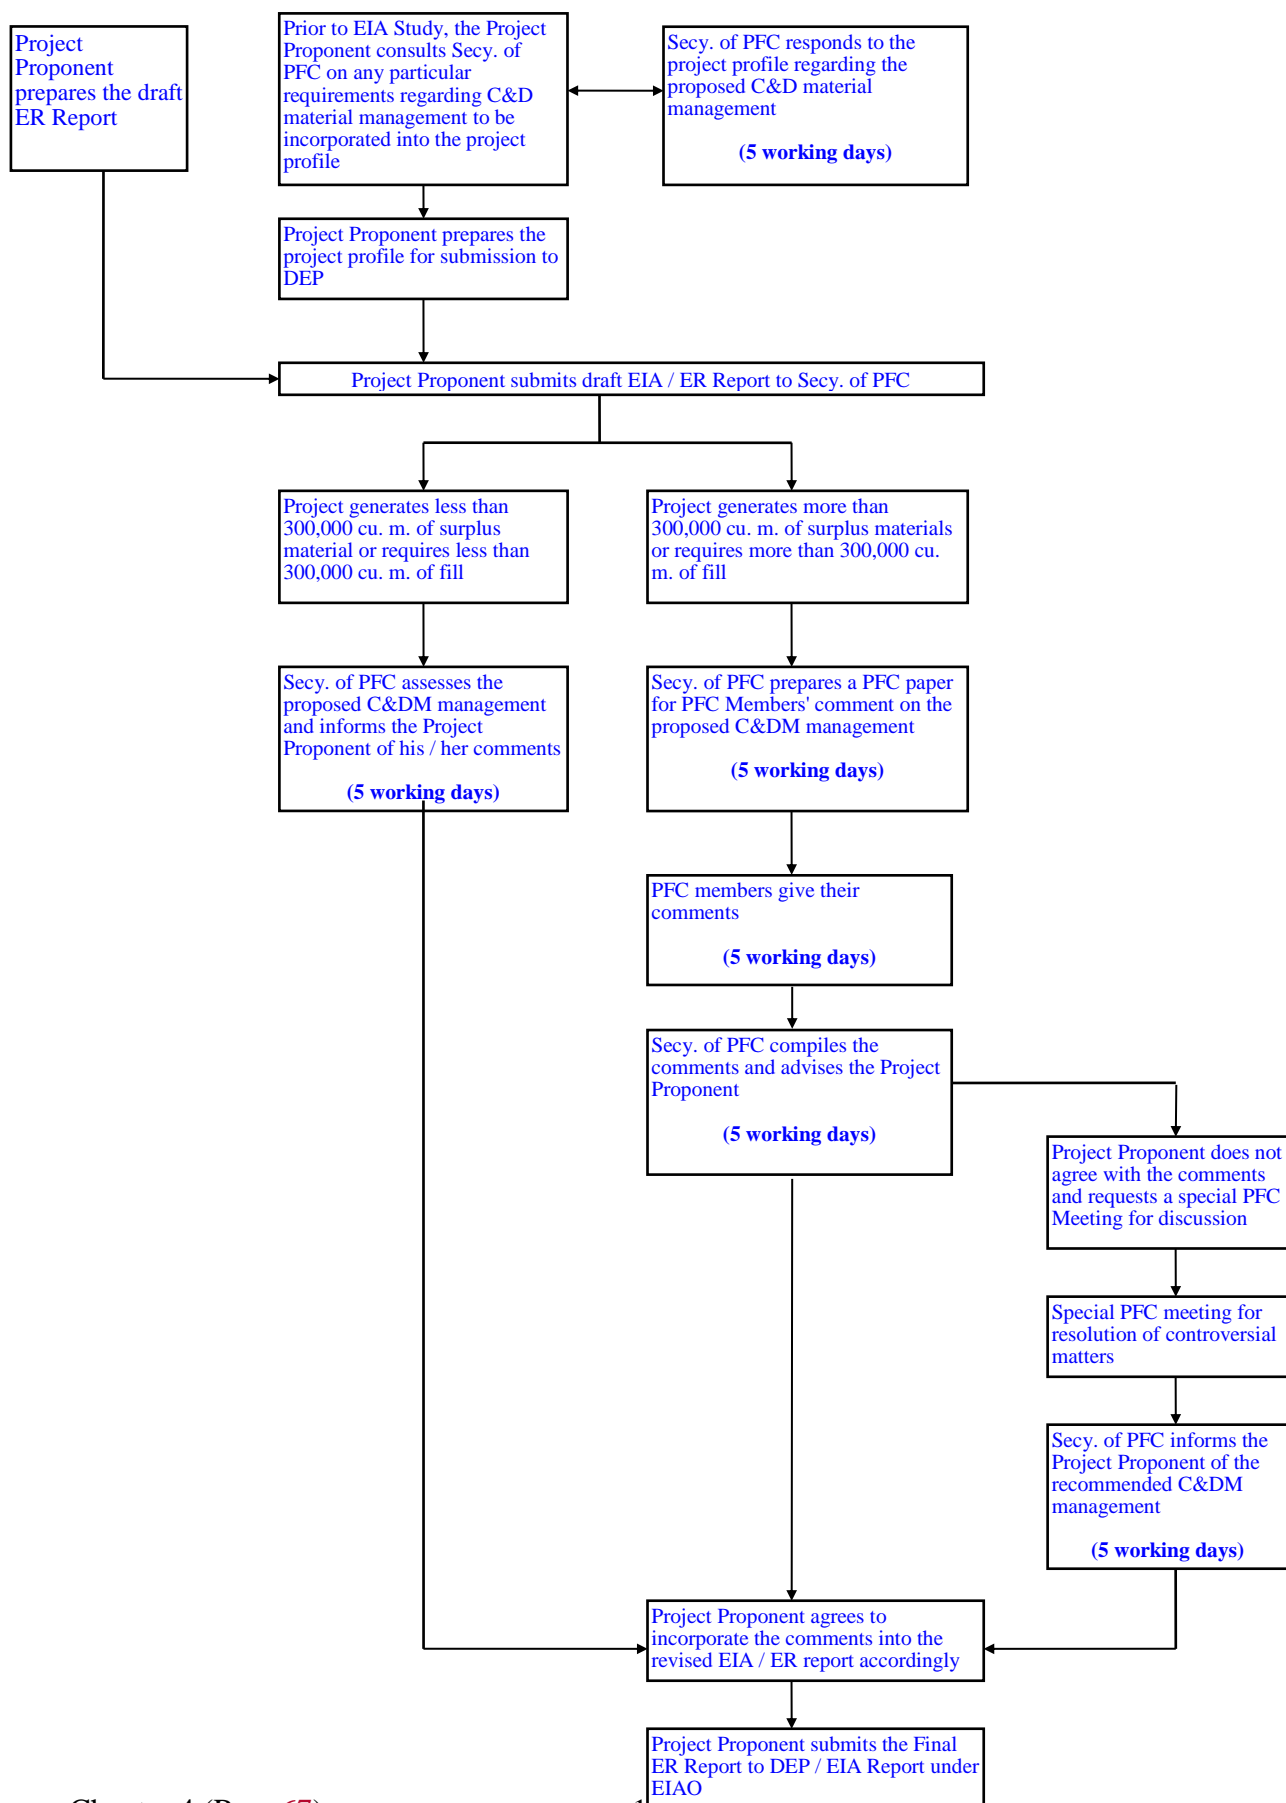 Project
Proponent
prepares the draft
ER Report
Prior to EIA Study, the Project
Proponent consults Secy. of
PFC on any particular
requirements regarding C&D
material management to be
incorporated into the project
profile
Secy. of PFC responds to the
project profile regarding the
proposed C&D material
management
(5 working days)
Project Proponent prepares the
project profile for submission to
DEP
Project Proponent submits draft EIA / ER Report to Secy. of PFC
Project generates less than
300,000 cu. m. of surplus
material or requires less than
300,000 cu. m. of fill
Project generates more than
300,000 cu. m. of surplus materials
or requires more than 300,000 cu.
m. of fill
Secy. of PFC assesses the
proposed C&DM management
and informs the Project
Proponent of his / her comments
(5 working days)
Secy. of PFC prepares a PFC paper
for PFC Members' comment on the
proposed C&DM management
(5 working days)
PFC members give their
comments
(5 working days)
Secy. of PFC compiles the
comments and advises the Project
Proponent
(5 working days)
Project Proponent does not
agree with the comments
and requests a special PFC
Meeting for discussion
Special PFC meeting for
resolution of controversial
matters
Secy. of PFC informs the
Project Proponent of the
recommended C&DM
management
(5 working days)
Project Proponent agrees to
incorporate the comments into the
revised EIA / ER report accordingly
Project Proponent submits the Final
ER Report to DEP / EIA Report under
EIAO